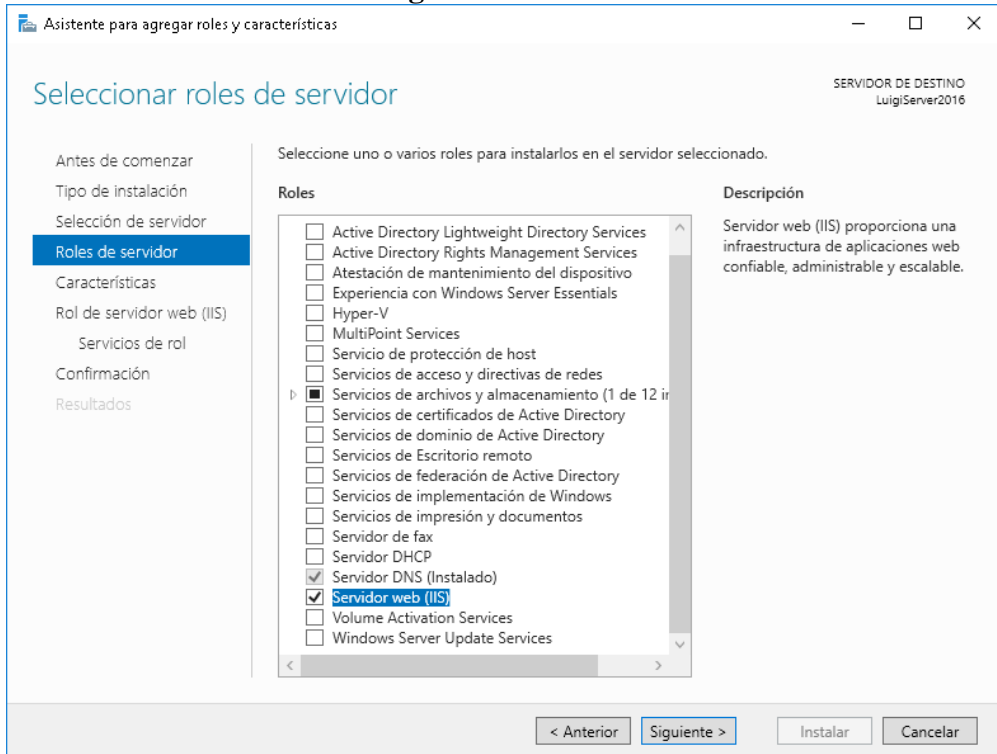 Asistente para agregar roles y características
Seleccionar roles de servidor
SERVIDOR DE DESTINO
LuigiServer2016
Antes de comenzar
Tipo de instalación
Selección de servidor
Roles de servidor
Características
Rol de servidor web (IIS)
Servicios de rol
Confirmación
Resultados
Seleccione uno o varios roles para instalarlos en el servidor seleccionado.
Roles
Active Directory Lightweight Directory Services
Active Directory Rights Management Services
Atestación de mantenimiento del dispositivo
Experiencia con Windows Server Essentials
Hyper-V
MultiPoint Services
Servicio de protección de host
Servicios de acceso y directivas de redes
Servicios de archivos y almacenamiento (1 de 12 in
Servicios de certificados de Active Directory
Servicios de dominio de Active Directory
Servicios de Escritorio remoto
Servicios de federación de Active Directory
Servicios de implementación de Windows
Servicios de impresión y documentos
Servidor de fax
Servidor DHCP
Servidor DNS (Instalado)
Servidor web (IIS)
Volume Activation Services
Windows Server Update Services
Descripción
Servidor web (IIS) proporciona una
infraestructura de aplicaciones web
confiable, administrable y escalable.
< Anterior
Siguiente >
Instalar
Cancelar